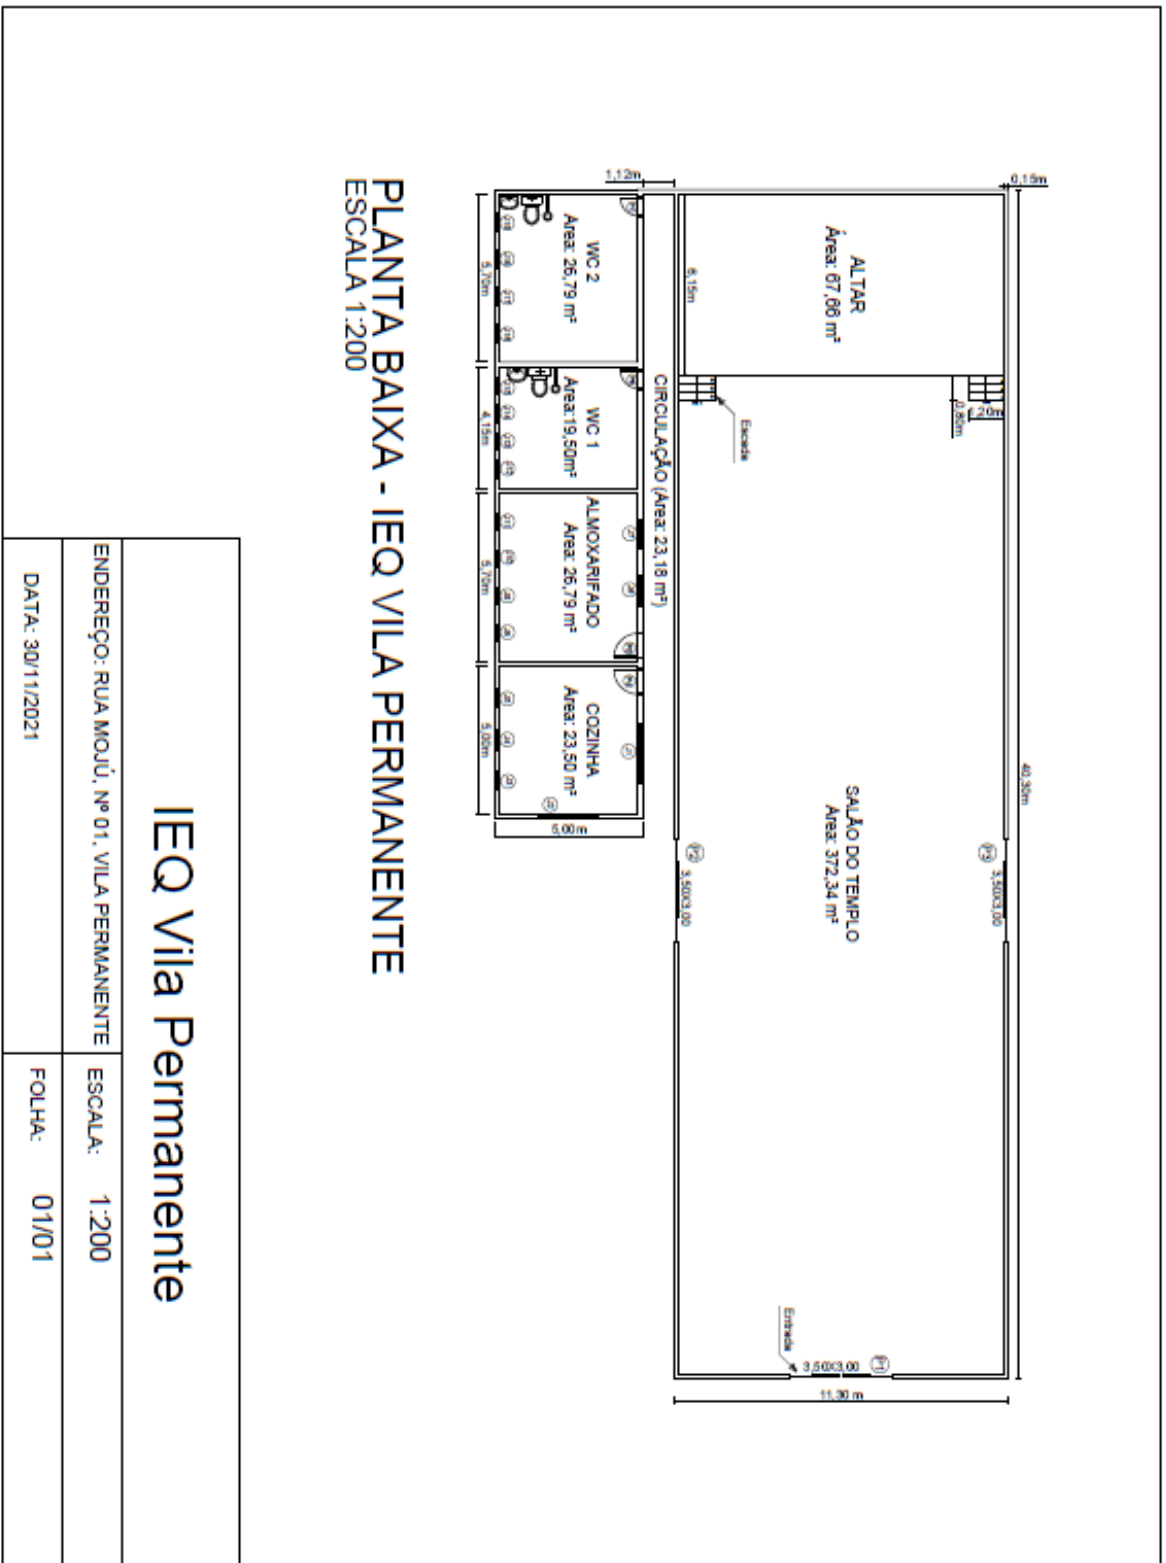 0,15m
40,30m
ALTAR
Área: 67,66 m²
6,15m
1,20m
0,80m
Escada
SALÃO DO TEMPLO
Área: 372,34 m²
P3
3,50X3,00
P2
3,50X3,00
P1
3,50X3,00
Entrada
11,30 m
1,12m
CIRCULAÇÃO (Área: 23,18 m²)
WC 2
Área: 26,79 m²
5,70m
WC 1
Área:19,50m²
4,15m
ALMOXARIFADO
Área: 26,79 m²
5,70m
COZINHA
Área: 23,50 m²
5,00m
5,00 m
PLANTA BAIXA - IEQ VILA PERMANENTE
ESCALA 1:200
IEQ Vila Permanente
ENDEREÇO: RUA MOJÚ, Nº 01, VILA PERMANENTE
ESCALA: 1:200
DATA: 30/11/2021
FOLHA: 01/01